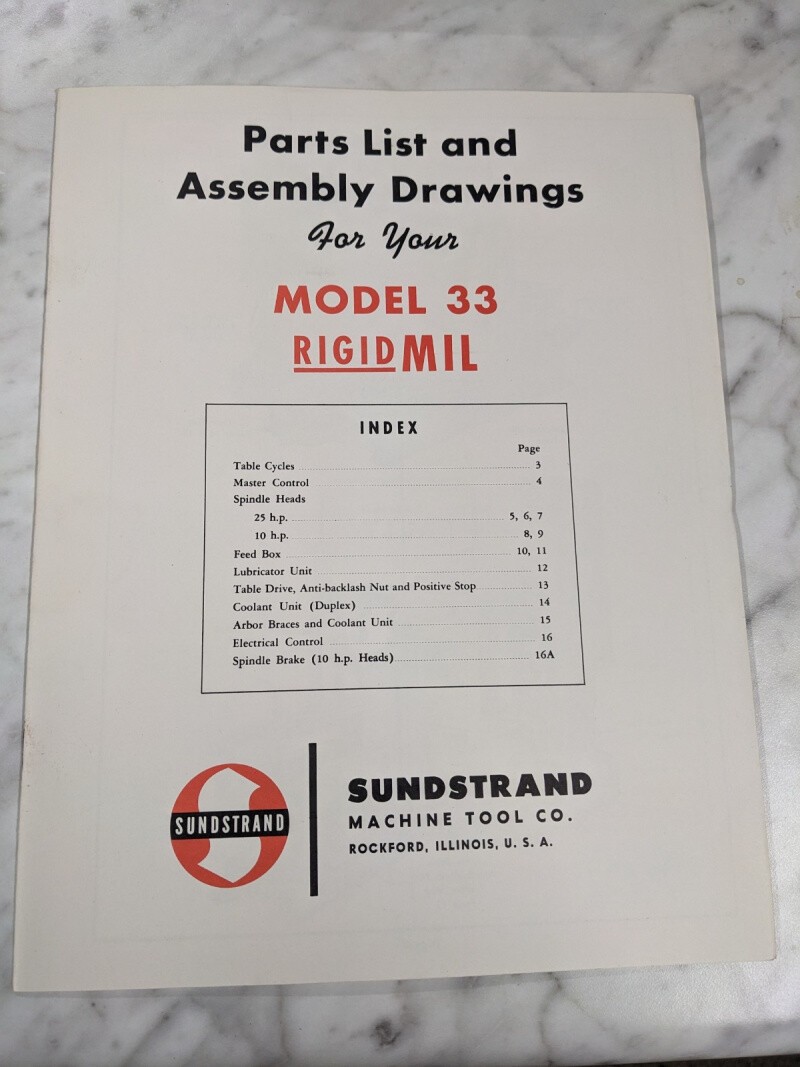 Parts List and
Assembly Drawings
For Your
MODEL 33
RIGIDMIL
INDEX
Page
Table Cycles 3
Master Control 4
Spindle Heads
25 h.p. 5, 6, 7
10 h.p. 8, 9
Feed Box 10, 11
Lubricator Unit 12
Table Drive, Anti-backlash Nut and Positive Stop 13
Coolant Unit (Duplex) 14
Arbor Braces and Coolant Unit 15
Electrical Control 16
Spindle Brake (10 h.p. Heads) 16A
SUNDSTRAND
SUNDSTRAND
MACHINE TOOL CO.
ROCKFORD, ILLINOIS, U. S. A.